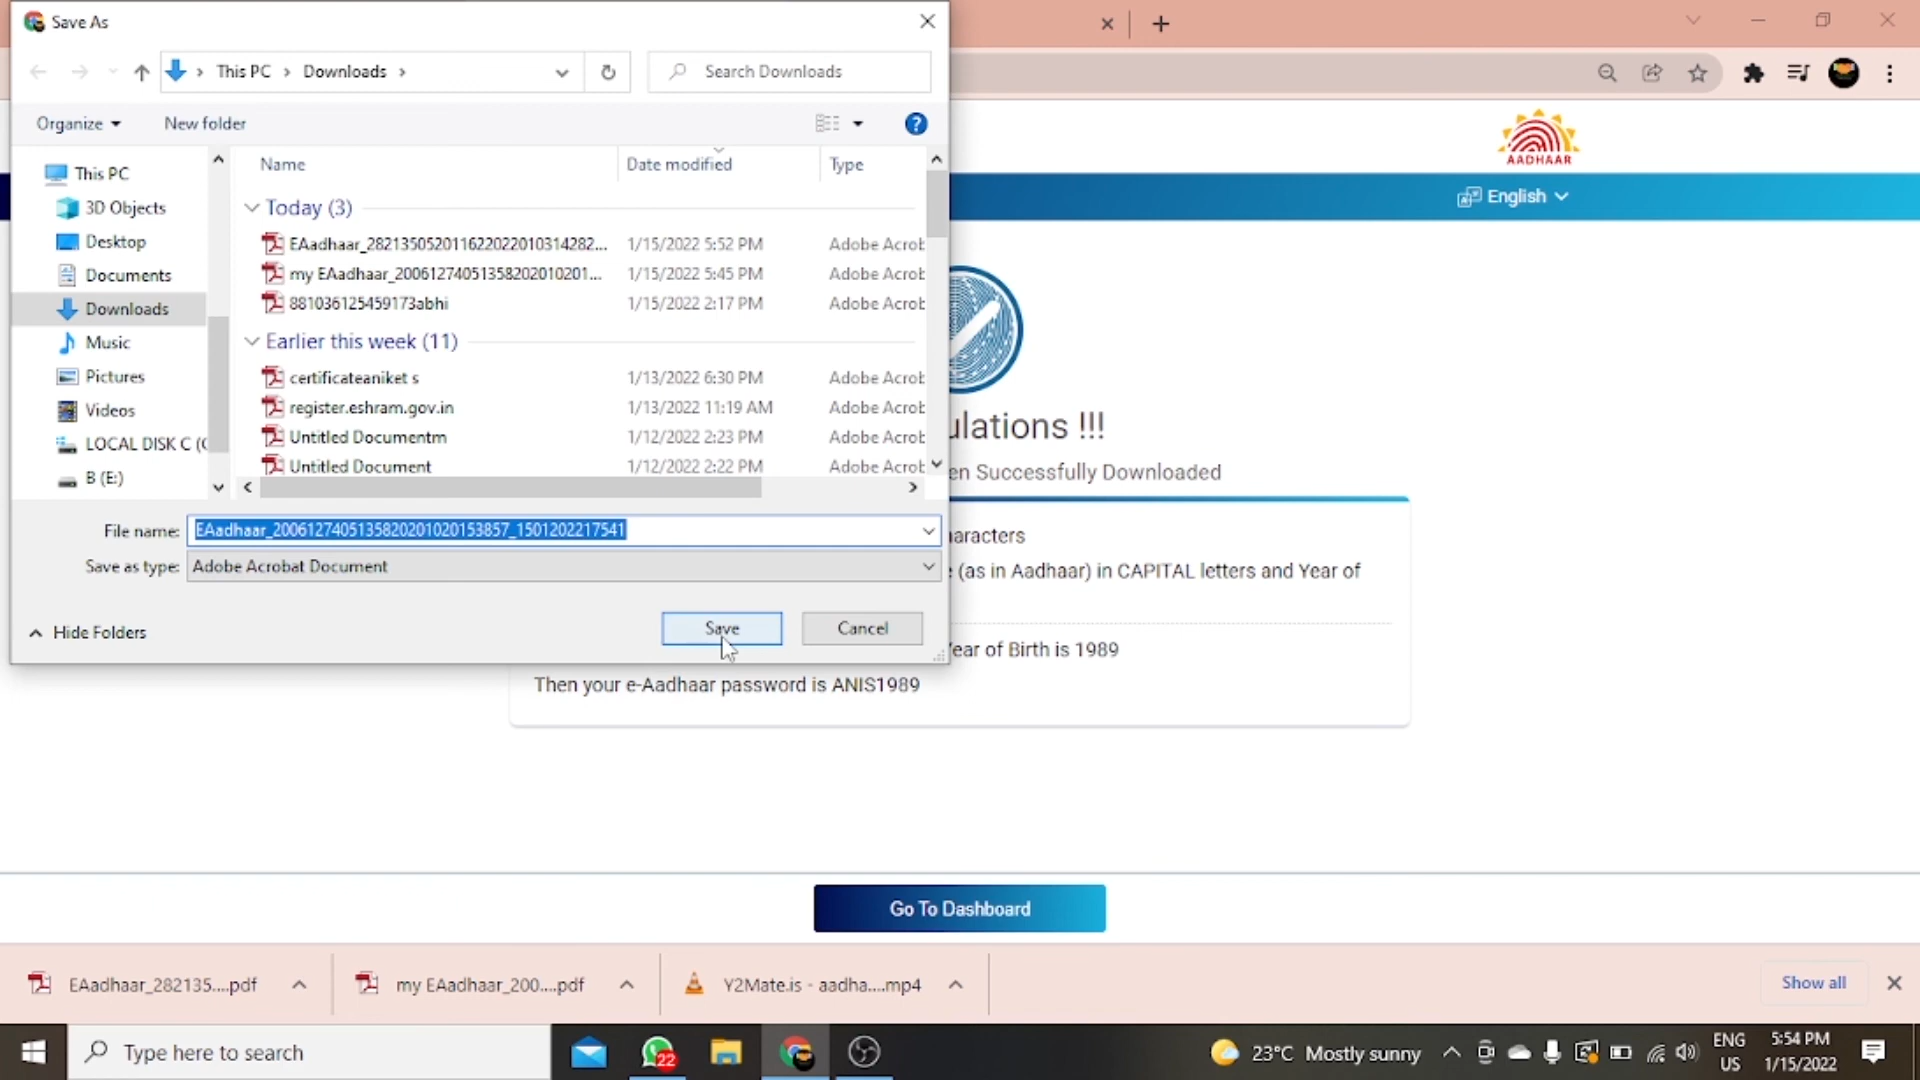 Save As
This PC > Downloads >
Search Downloads
Organize
New folder
This PC
3D Objects
Desktop
Documents
Downloads
Music
Pictures
Videos
LOCAL DISK C (
B (E:)
Name Date modified Type
Today (3)
EAadhaar_282135052011622022010314282... 1/15/2022 5:52 PM Adobe Acrob
my EAadhaar_20061274051358202010201... 1/15/2022 5:45 PM Adobe Acrob
881036125459173abhi 1/15/2022 2:17 PM Adobe Acrob
Earlier this week (11)
certificateaniket s 1/13/2022 6:30 PM Adobe Acrob
register.eshram.gov.in 1/13/2022 11:19 AM Adobe Acrob
Untitled Documentm 1/12/2022 2:23 PM Adobe Acrob
Untitled Document 1/12/2022 2:22 PM Adobe Acrob
File name: EAadhaar_2006127405135820201020153857_1501202217541
Save as type: Adobe Acrobat Document
Hide Folders
Save
Cancel
AADHAAR
English
ulations !!!
en Successfully Downloaded
aracters
(as in Aadhaar) in CAPITAL letters and Year of
ear of Birth is 1989
Then your e-Aadhaar password is ANIS1989
Go To Dashboard
EAadhaar_282135....pdf
my EAadhaar_200....pdf
Y2Mate.is - aadha....mp4
Show all
Type here to search
22
23°C Mostly sunny
ENG
US
5:54 PM
1/15/2022